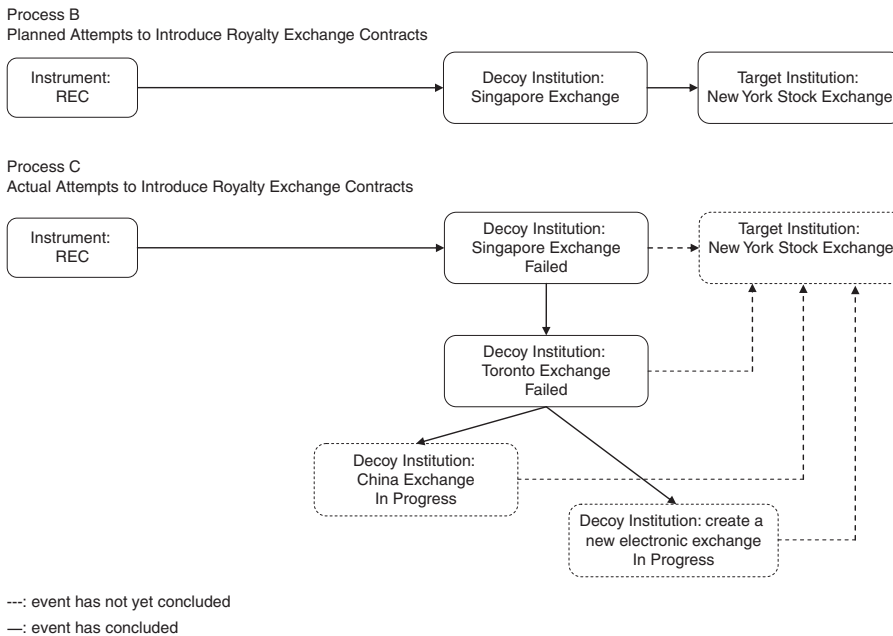 Process B
Planned Attempts to Introduce Royalty Exchange Contracts
Instrument:
REC
Decoy Institution:
Singapore Exchange
Target Institution:
New York Stock Exchange
Process C
Actual Attempts to Introduce Royalty Exchange Contracts
Instrument:
REC
Decoy Institution:
Singapore Exchange
Failed
Target Institution:
New York Stock Exchange
Decoy Institution:
Toronto Exchange
Failed
Decoy Institution:
China Exchange
In Progress
Decoy Institution: create a
new electronic exchange
In Progress
---: event has not yet concluded
—: event has concluded